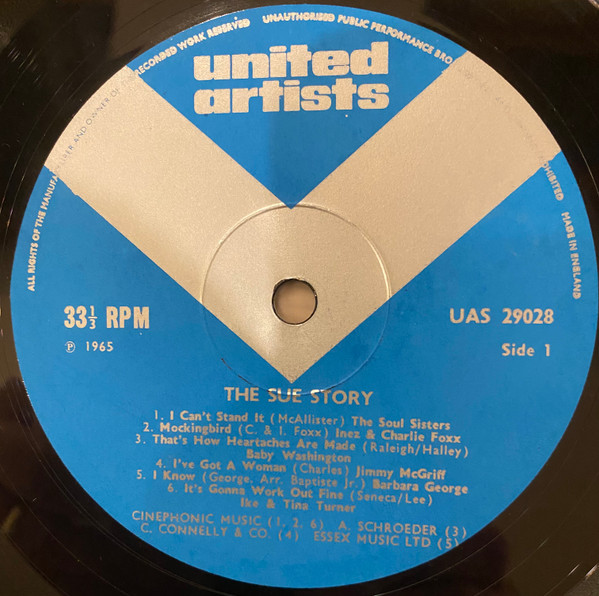 ALL RIGHTS OF THE MANUFACTURER AND OWNER OF THE RECORDED WORK RESERVED UNAUTHORISED PUBLIC PERFORMANCE BRO PROHIBITED MADE IN ENGLAND
united
artists
33⅓ RPM
℗ 1965
UAS 29028
Side 1
THE SUE STORY
1. I Can't Stand It (McAllister) The Soul Sisters
2. Mockingbird (C. & I. Foxx) Inez & Charlie Foxx
3. That's How Heartaches Are Made (Raleigh/Halley)
Baby Washington
4. I've Got A Woman (Charles) Jimmy McGriff
5. I Know (George. Arr. Baptiste Jr.) Barbara George
6. It's Gonna Work Out Fine (Seneca/Lee)
Ike & Tina Turner
CINEPHONIC MUSIC (1, 2, 6) A. SCHROEDER (3)
C. CONNELLY & CO. (4) ESSEX MUSIC LTD (5)